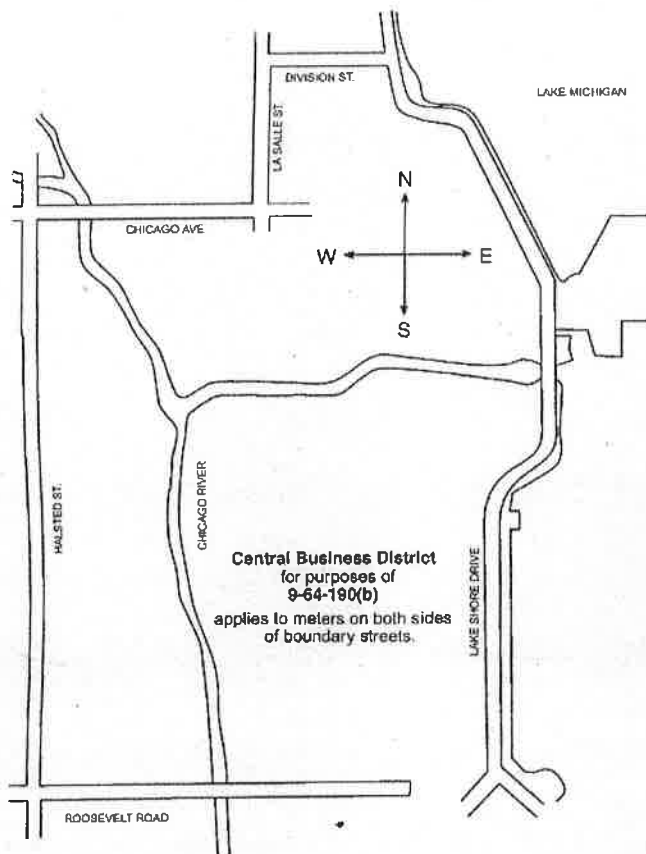 DIVISION ST.
LAKE MICHIGAN
LA SALLE ST.
N
CHICAGO AVE
W
E
S
HALSTED ST.
CHICAGO RIVER
Central Business District
for purposes of
9-64-190(b)
applies to meters on both sides
of boundary streets.
LAKE SHORE DRIVE
ROOSEVELT ROAD